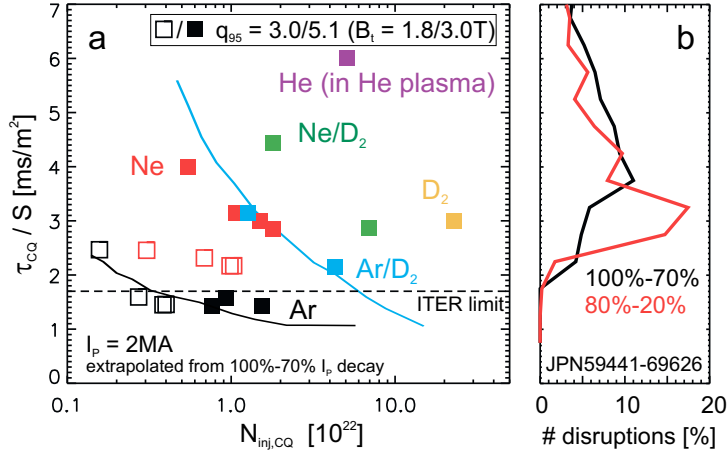 a
□/■ q95 = 3.0/5.1 (Bt = 1.8/3.0T)
He (in He plasma)
Ne/D2
Ne
D2
Ar/D2
Ar
ITER limit
IP = 2MA
extrapolated from 100%-70% IP decay
τCQ / S [ms/m²]
7
6
5
4
3
2
1
0
0.1
1.0
10.0
Ninj,CQ [10²²]
b
100%-70%
80%-20%
JPN59441-69626
0
10
20
# disruptions [%]